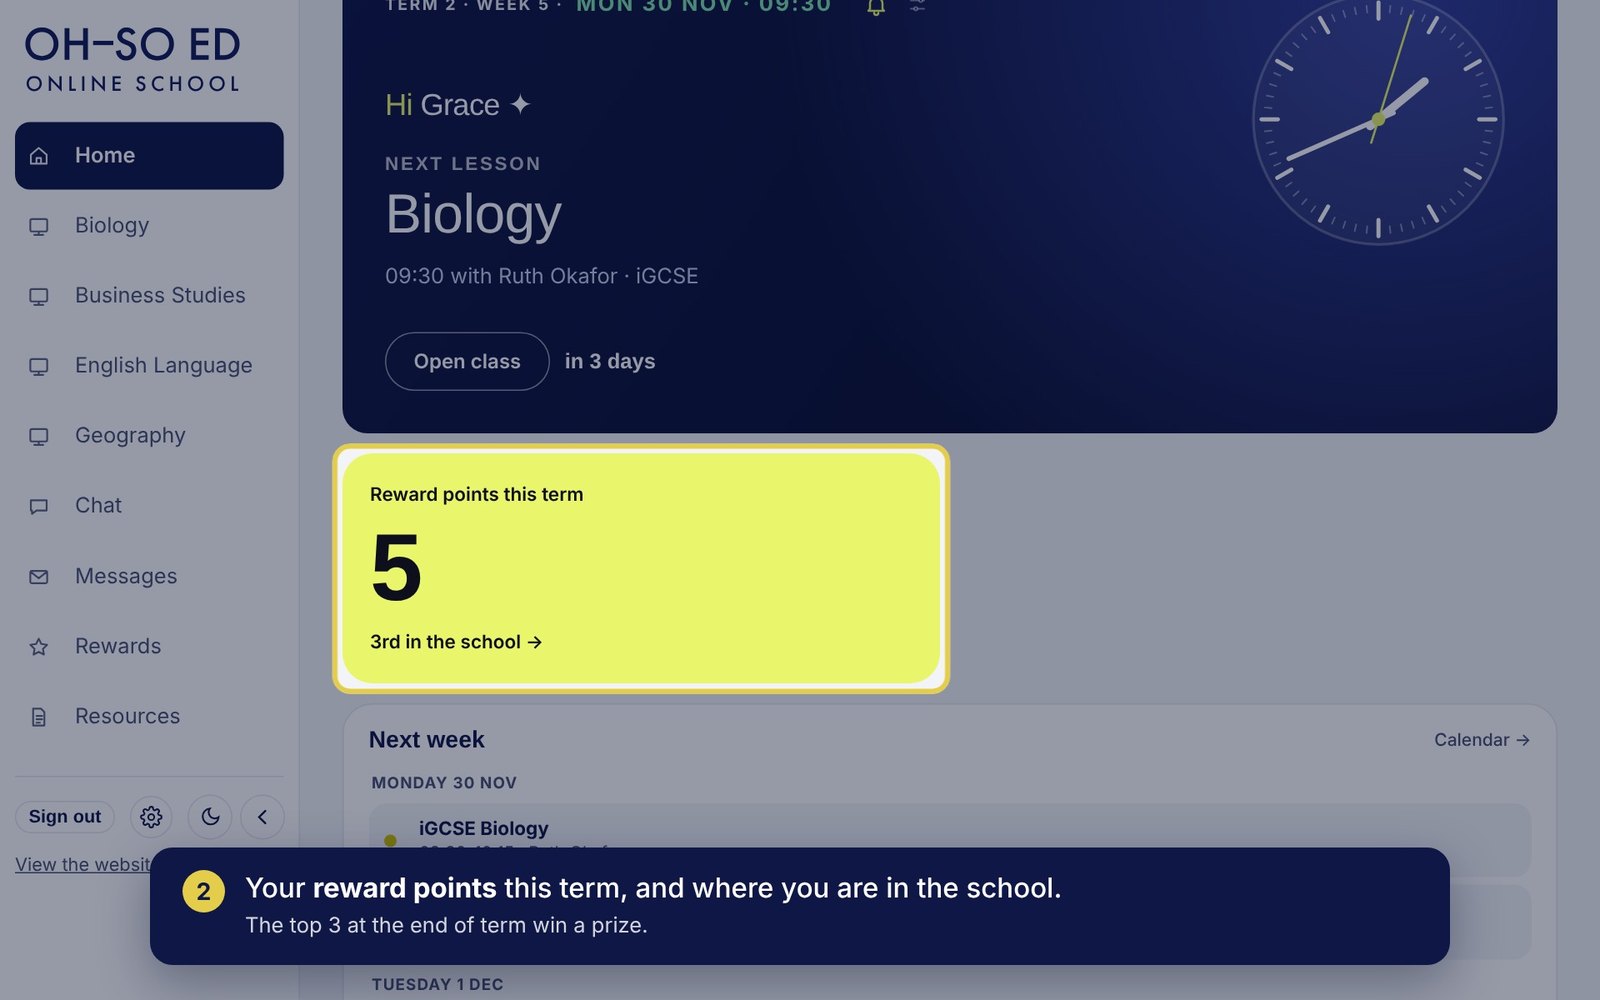 OH–SO ED
ONLINE SCHOOL
Home
Biology
Business Studies
English Language
Geography
Chat
Messages
Rewards
Resources
Sign out
View the websit
TERM 2 · WEEK 5 · MON 30 NOV · 09:30
Hi Grace ✦
NEXT LESSON
Biology
09:30 with Ruth Okafor · iGCSE
Open class in 3 days
Reward points this term
5
3rd in the school →
Next week Calendar →
MONDAY 30 NOV
iGCSE Biology
2 Your reward points this term, and where you are in the school.
The top 3 at the end of term win a prize.
TUESDAY 1 DEC